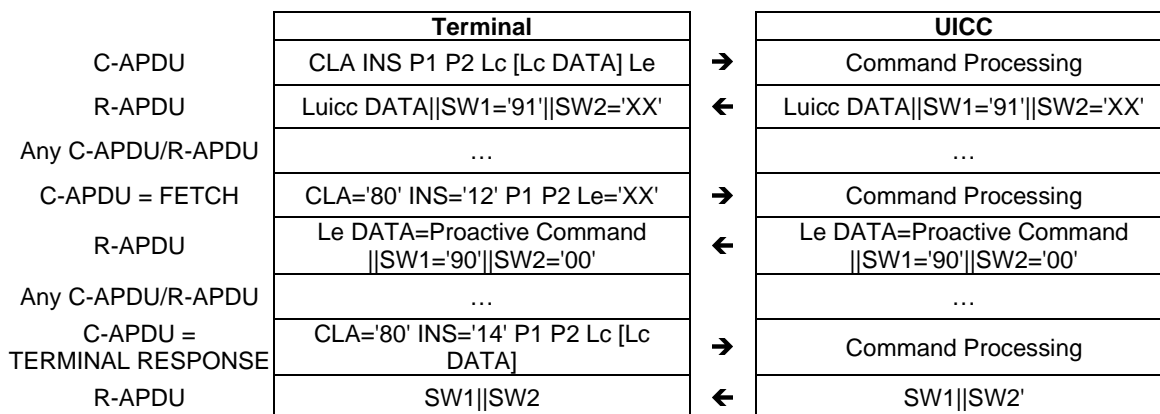 Terminal UICC
C-APDU CLA INS P1 P2 Lc [Lc DATA] Le → Command Processing
R-APDU Luicc DATA||SW1='91'||SW2='XX' ← Luicc DATA||SW1='91'||SW2='XX'
Any C-APDU/R-APDU … …
C-APDU = FETCH CLA='80' INS='12' P1 P2 Le='XX' → Command Processing
R-APDU Le DATA=Proactive Command ||SW1='90'||SW2='00' ← Le DATA=Proactive Command ||SW1='90'||SW2='00'
Any C-APDU/R-APDU … …
C-APDU = TERMINAL RESPONSE CLA='80' INS='14' P1 P2 Lc [Lc DATA] → Command Processing
R-APDU SW1||SW2 ← SW1||SW2'